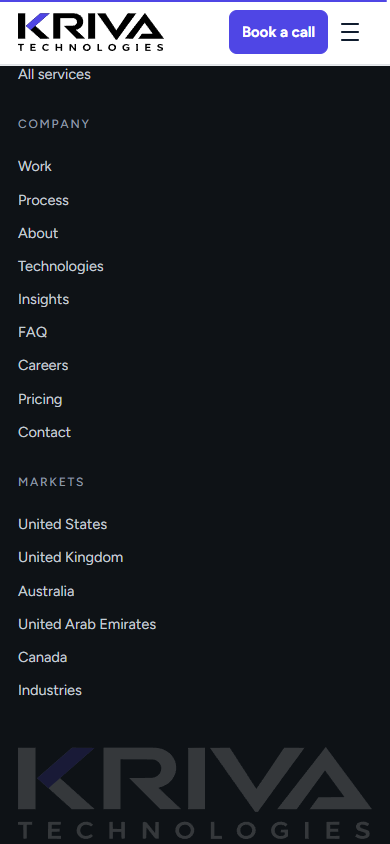 KRIVA
TECHNOLOGIES
Book a call
All services
COMPANY
Work
Process
About
Technologies
Insights
FAQ
Careers
Pricing
Contact
MARKETS
United States
United Kingdom
Australia
United Arab Emirates
Canada
Industries
KRIVA
TECHNOLOGIES